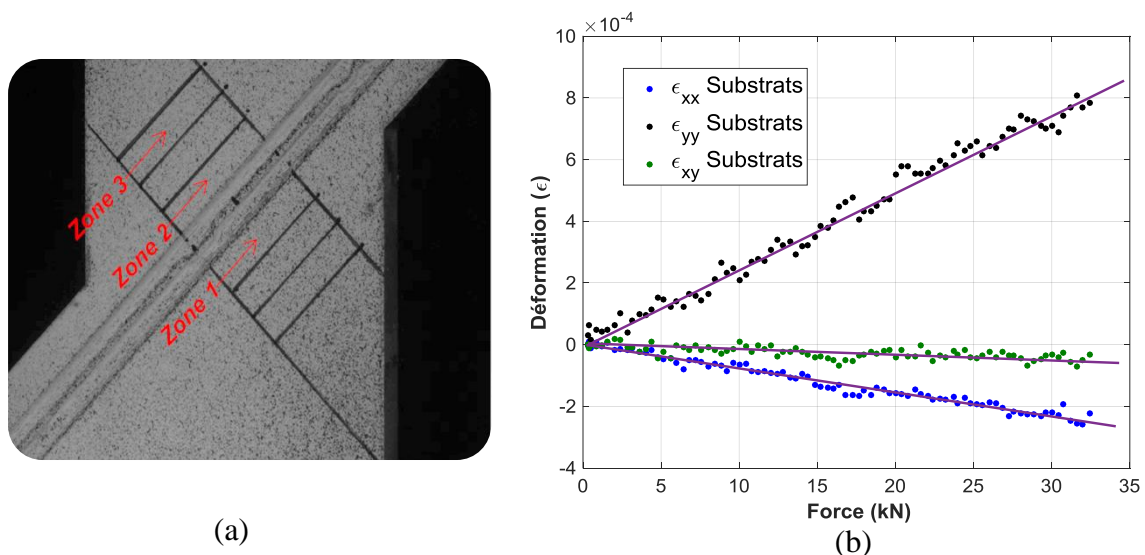 Zone 3
Zone 2
Zone 1
(a)
×10⁻⁴
10
8
6
4
2
0
-2
-4
Déformation (ϵ)
ϵxx Substrats
ϵyy Substrats
ϵxy Substrats
0 5 10 15 20 25 30 35
Force (kN)
(b)